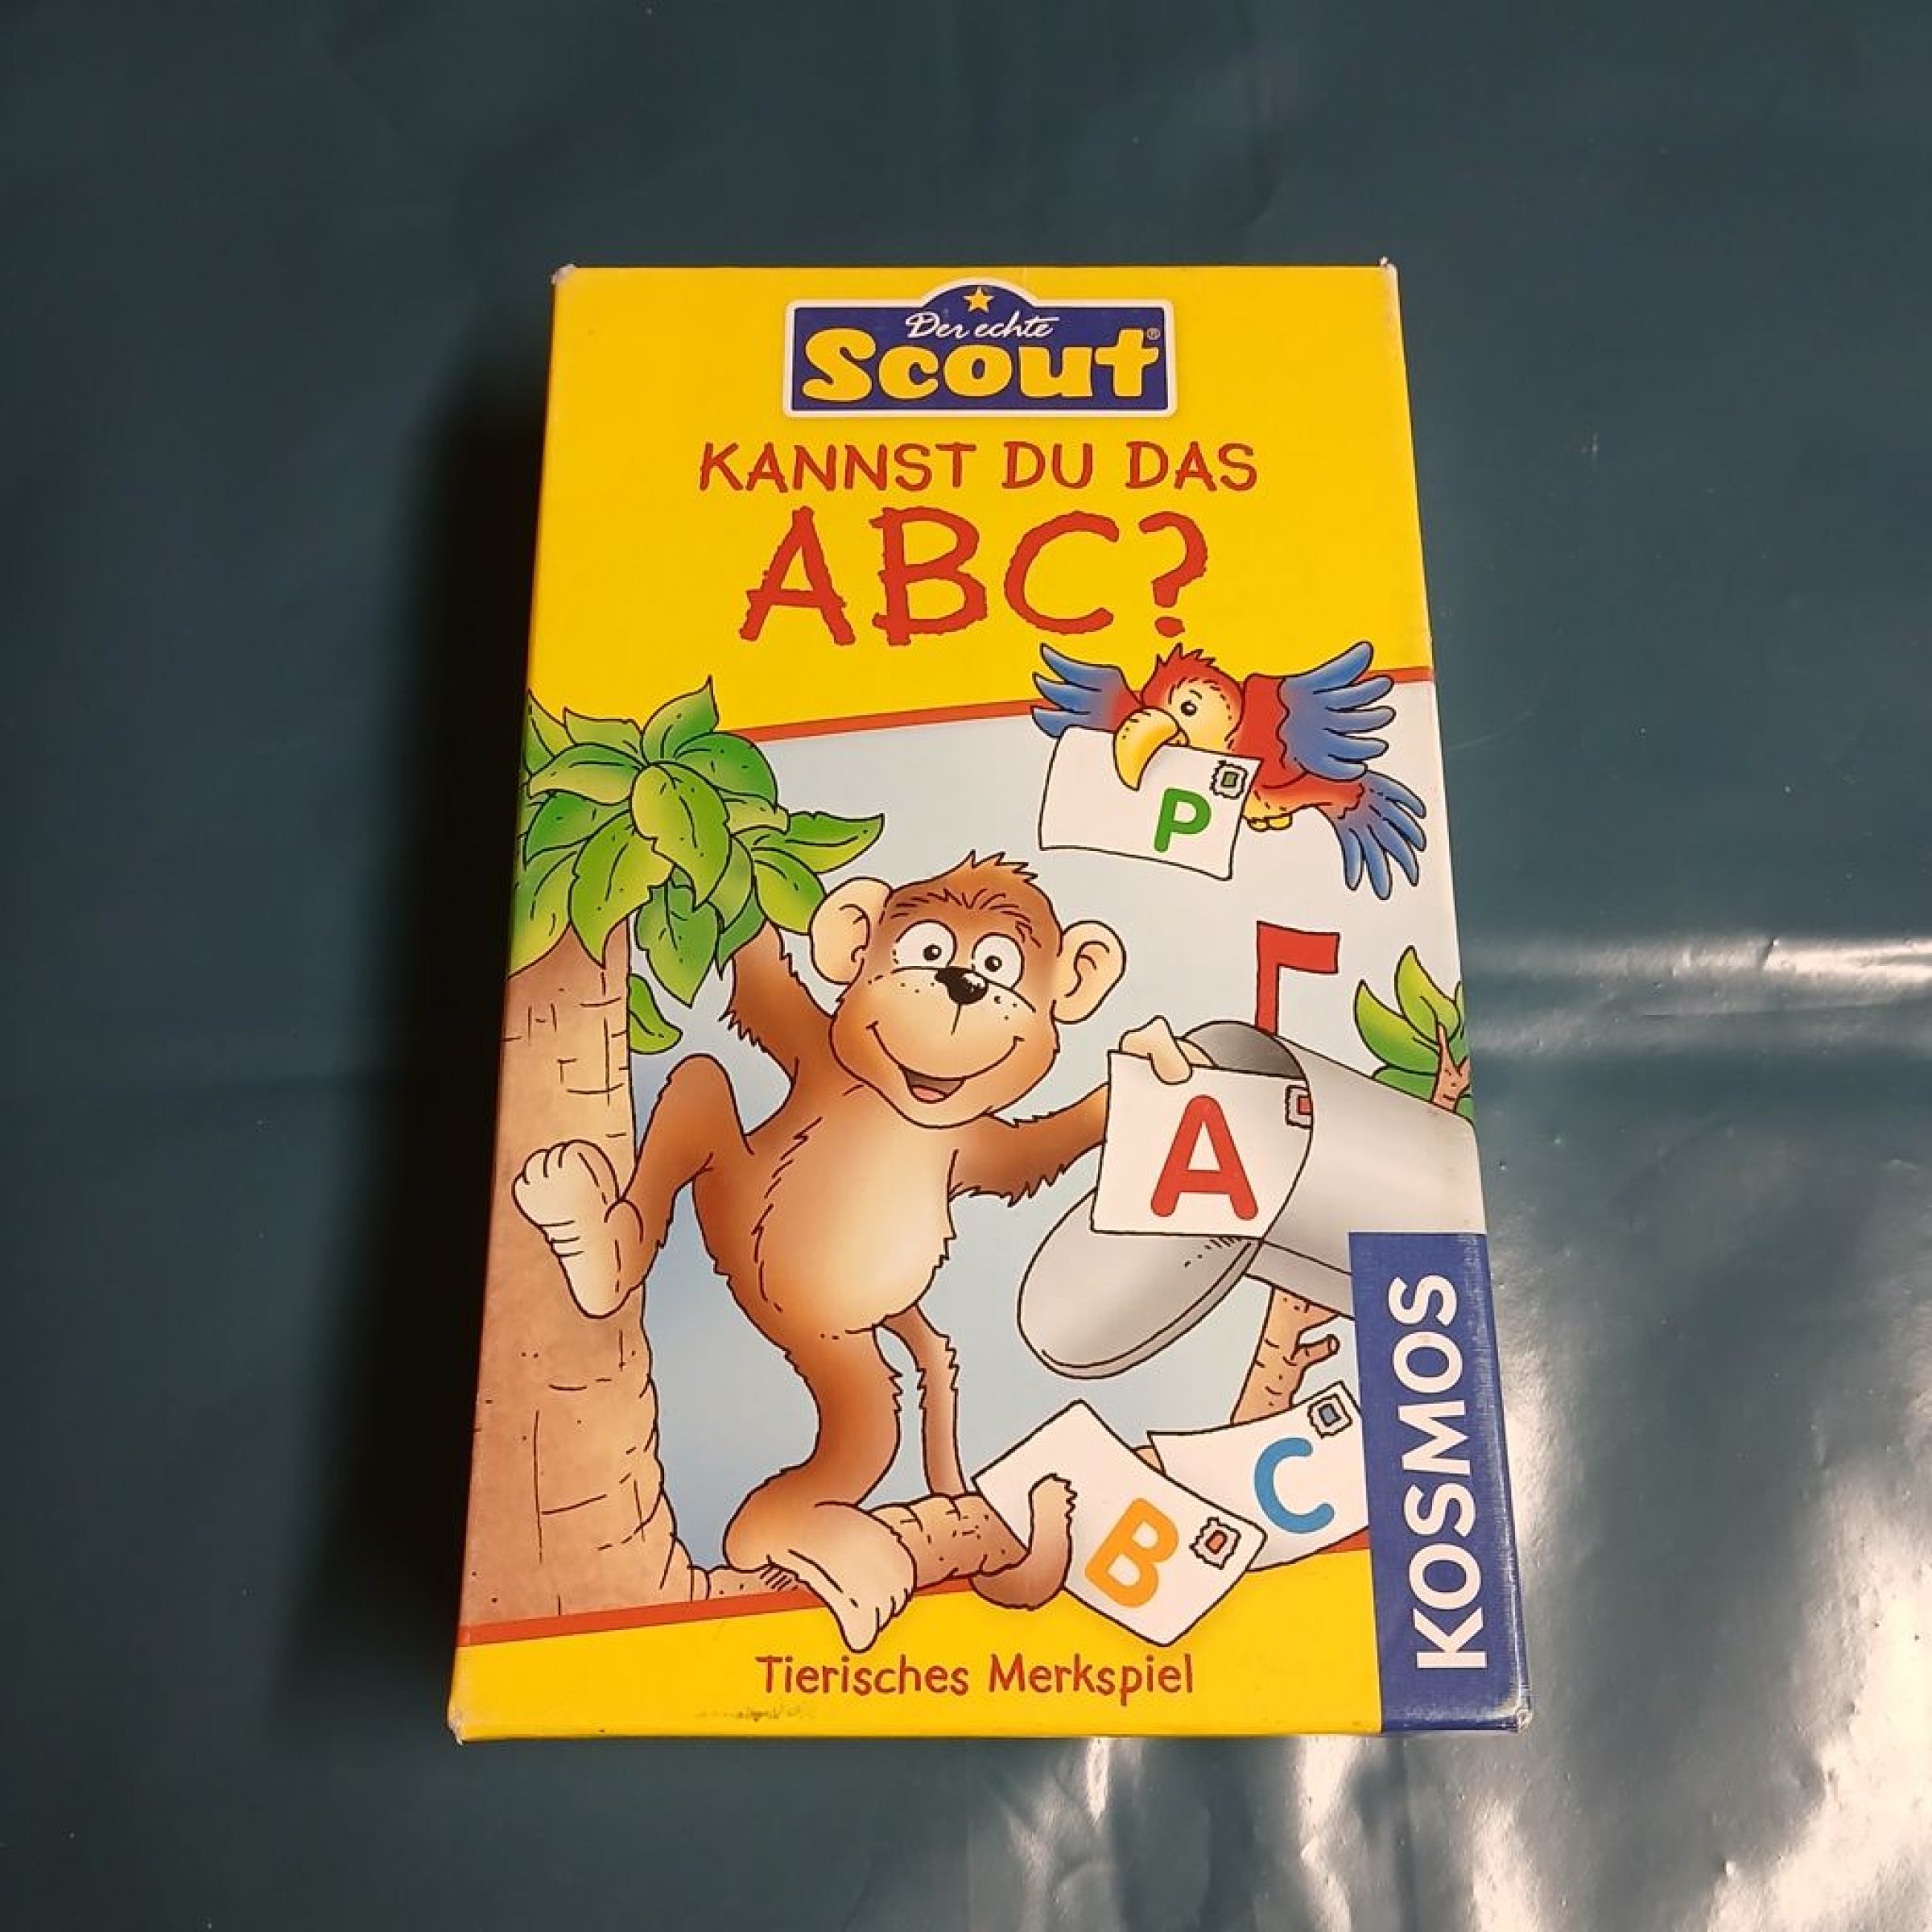 Der echte
Scout®
KANNST DU DAS
ABC?
P
A
B
C
KOSMOS
Tierisches Merkspiel